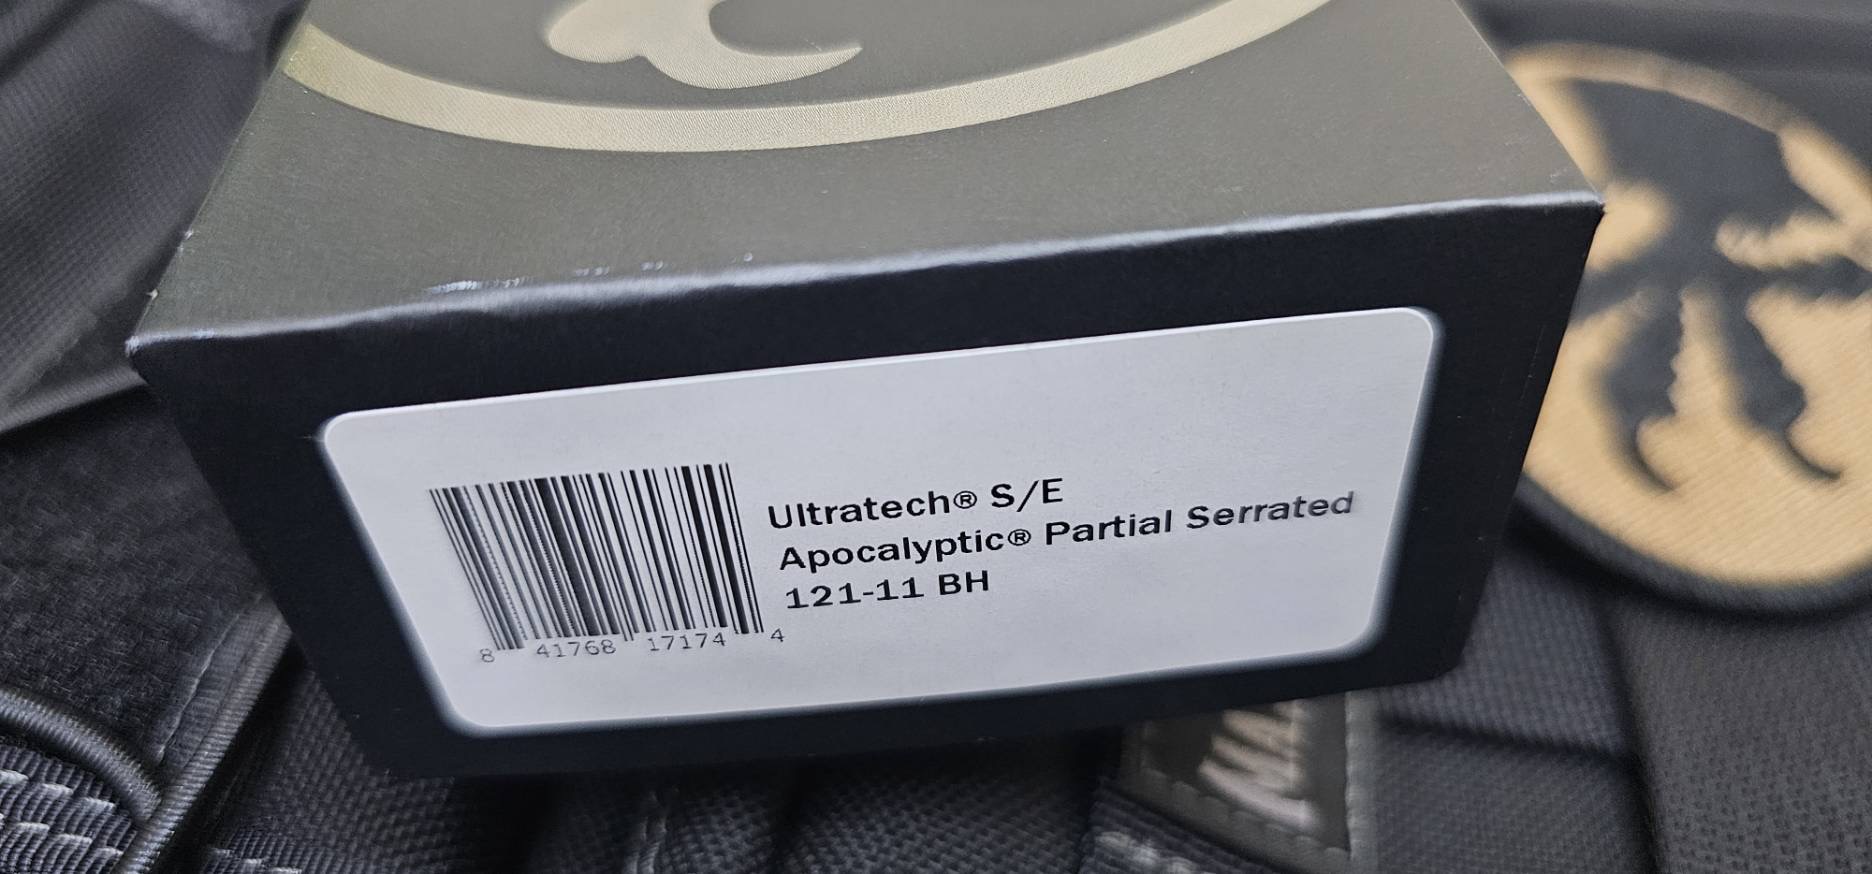 Ultratech® S/E
Apocalyptic® Partial Serrated
121-11 BH
8 41768 17174 4